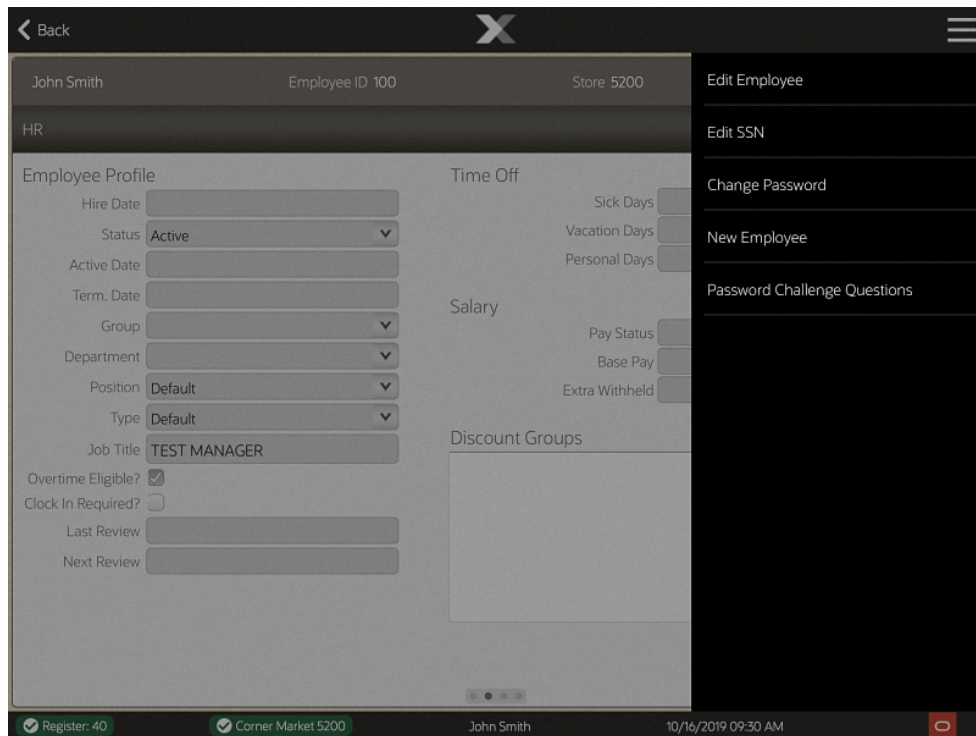 Back
John Smith Employee ID 100 Store 5200
HR
Employee Profile
Hire Date
Status Active
Active Date
Term. Date
Group
Department
Position Default
Type Default
Job Title TEST MANAGER
Overtime Eligible?
Clock In Required?
Last Review
Next Review
Time Off
Sick Days
Vacation Days
Personal Days
Salary
Pay Status
Base Pay
Extra Withheld
Discount Groups
Edit Employee
Edit SSN
Change Password
New Employee
Password Challenge Questions
Register: 40 Corner Market 5200 John Smith 10/16/2019 09:30 AM